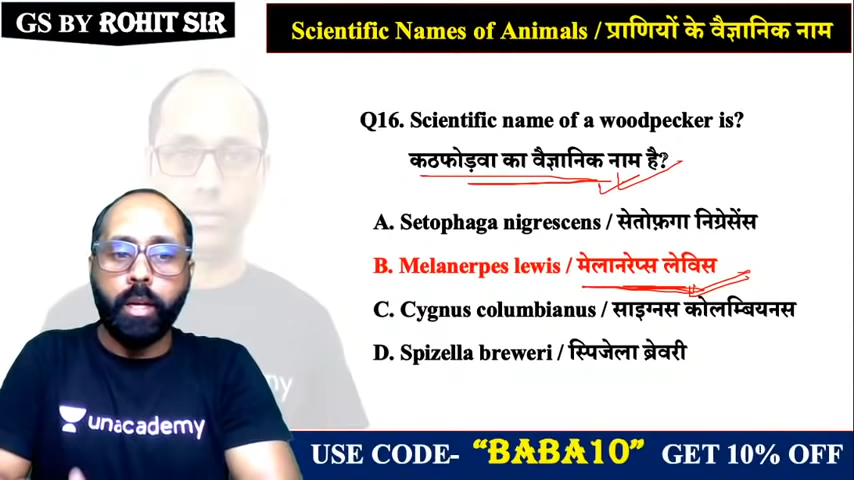 GS BY ROHIT SIR
Scientific Names of Animals / प्राणियों के वैज्ञानिक नाम
Q16. Scientific name of a woodpecker is?
कठफोड़वा का वैज्ञानिक नाम है?
A. Setophaga nigrescens / सेतोफ़गा निग्रेसेंस
B. Melanerpes lewis / मेलानरेप्स लेविस
C. Cygnus columbianus / साइग्नस कोलम्बियनस
D. Spizella breweri / स्पिजेला ब्रेवरी
my
unacademy
USE CODE- “BABA10” GET 10% OFF